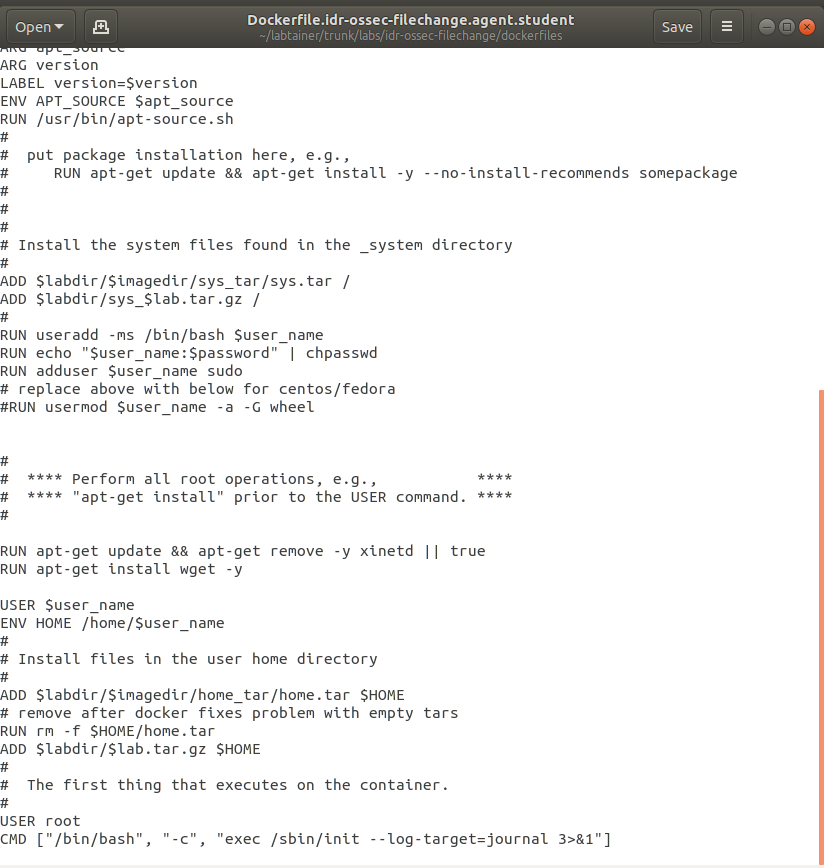 Open
Dockerfile.idr-ossec-filechange.agent.student
~/labtainer/trunk/labs/idr-ossec-filechange/dockerfiles
Save
ARG apt_source
ARG version
LABEL version=$version
ENV APT_SOURCE $apt_source
RUN /usr/bin/apt-source.sh
#
#  put package installation here, e.g.,
#     RUN apt-get update && apt-get install -y --no-install-recommends somepackage
#
#
#
# Install the system files found in the _system directory
#
ADD $labdir/$imagedir/sys_tar/sys.tar /
ADD $labdir/sys_$lab.tar.gz /
#
RUN useradd -ms /bin/bash $user_name
RUN echo "$user_name:$password" | chpasswd
RUN adduser $user_name sudo
# replace above with below for centos/fedora
#RUN usermod $user_name -a -G wheel
#
#  **** Perform all root operations, e.g.,           ****
#  **** "apt-get install" prior to the USER command. ****
#
RUN apt-get update && apt-get remove -y xinetd || true
RUN apt-get install wget -y
USER $user_name
ENV HOME /home/$user_name
#
# Install files in the user home directory
#
ADD $labdir/$imagedir/home_tar/home.tar $HOME
# remove after docker fixes problem with empty tars
RUN rm -f $HOME/home.tar
ADD $labdir/$lab.tar.gz $HOME
#
#  The first thing that executes on the container.
#
USER root
CMD ["/bin/bash", "-c", "exec /sbin/init --log-target=journal 3>&1"]